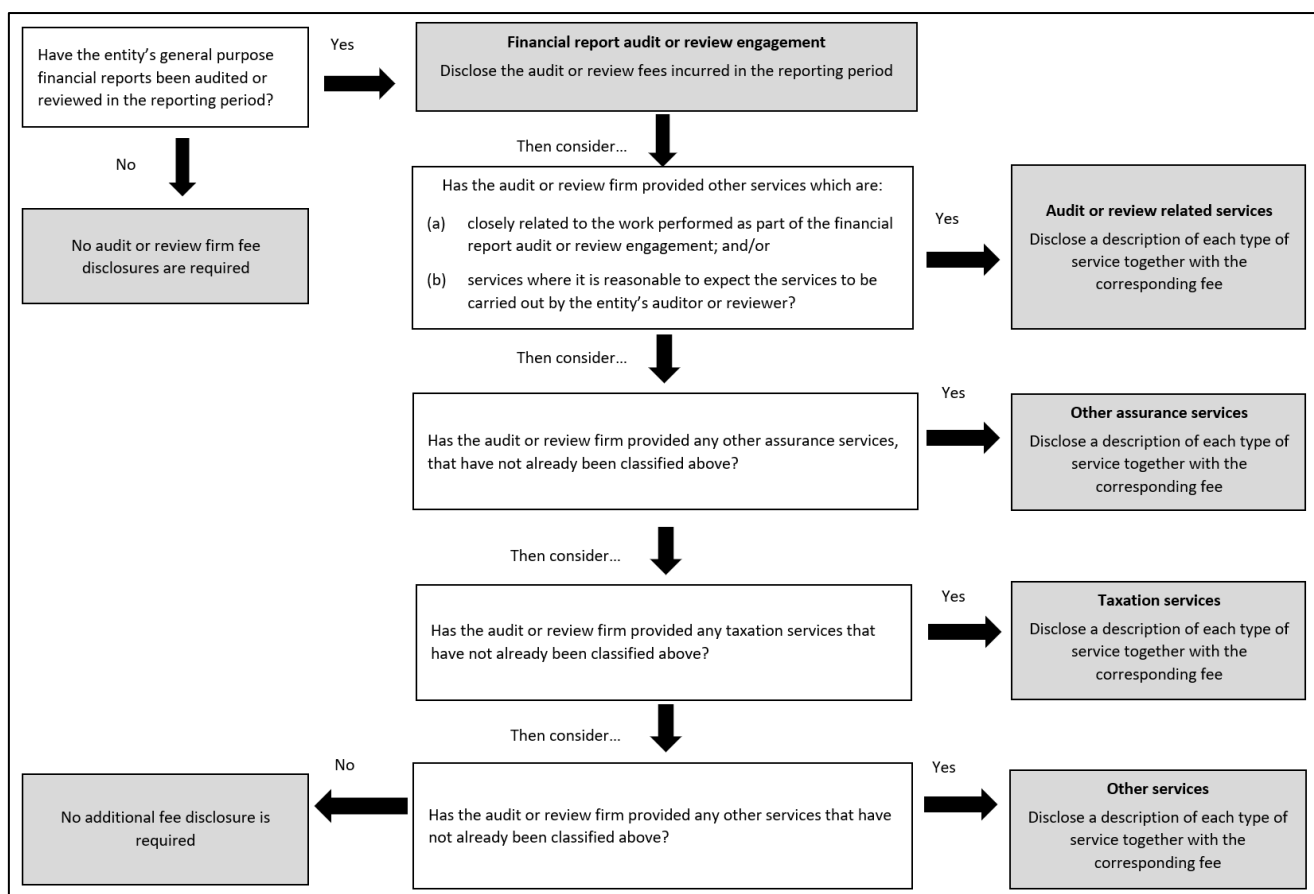 Have the entity’s general purpose
financial reports been audited or
reviewed in the reporting period?
Yes
Financial report audit or review engagement
Disclose the audit or review fees incurred in the reporting period
No
Then consider...
No audit or review firm fee
disclosures are required
Has the audit or review firm provided other services which are:
(a) closely related to the work performed as part of the financial
report audit or review engagement; and/or
(b) services where it is reasonable to expect the services to be
carried out by the entity’s auditor or reviewer?
Yes
Audit or review related services
Disclose a description of each type of
service together with the
corresponding fee
Then consider...
Has the audit or review firm provided any other assurance services,
that have not already been classified above?
Yes
Other assurance services
Disclose a description of each type of
service together with the
corresponding fee
Then consider...
Has the audit or review firm provided any taxation services that
have not already been classified above?
Yes
Taxation services
Disclose a description of each type of
service together with the
corresponding fee
Then consider...
No
No additional fee disclosure is
required
Has the audit or review firm provided any other services that have
not already been classified above?
Yes
Other services
Disclose a description of each type of
service together with the
corresponding fee